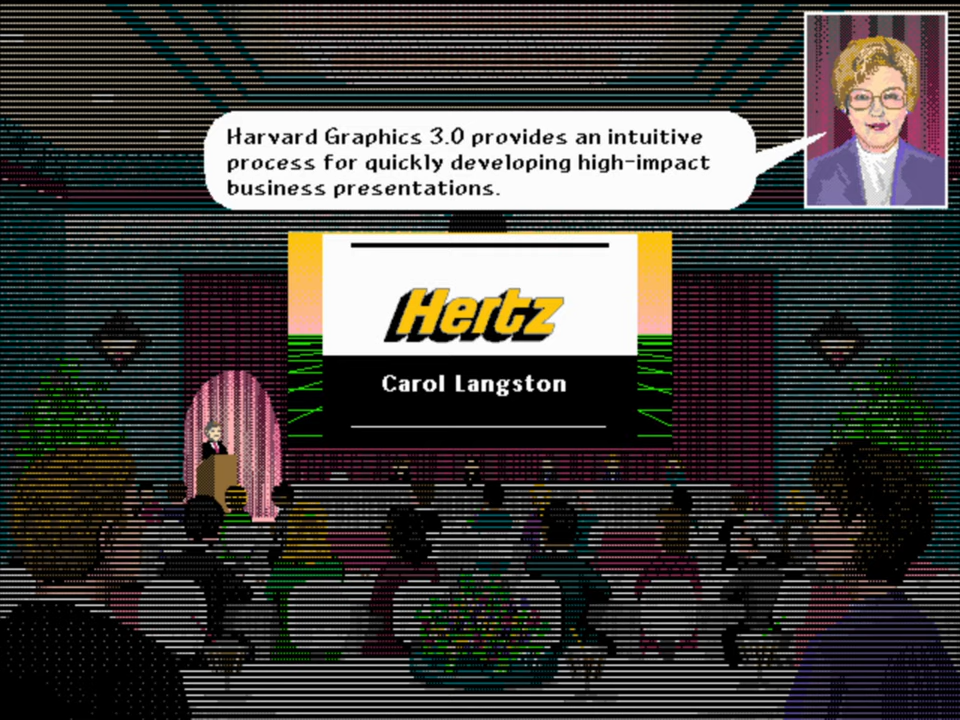 Harvard Graphics 3.0 provides an intuitive
process for quickly developing high-impact
business presentations.
Hertz
Carol Langston